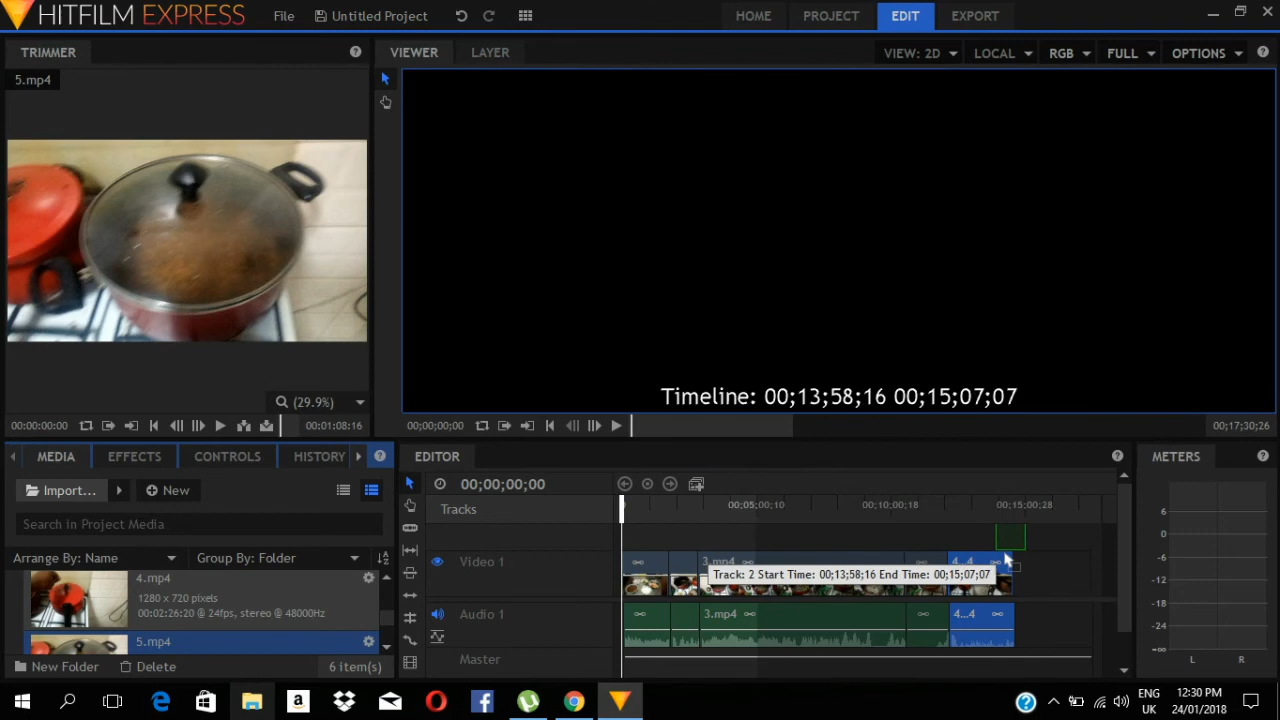 HITFILM EXPRESS
File
Untitled Project
HOME
PROJECT
EDIT
EXPORT
TRIMMER
VIEWER
LAYER
VIEW: 2D
LOCAL
RGB
FULL
OPTIONS
5.mp4
Timeline: 00;13;58;16 00;15;07;07
(29.9%)
00:00:00:00
00:01:08:16
00;00;00;00
00;17;30;26
MEDIA
EFFECTS
CONTROLS
HISTORY
EDITOR
METERS
Import...
New
00;00;00;00
Search in Project Media
Tracks
00;05;00;10
00;10;00;18
00;15;00;28
Arrange By: Name
Group By: Folder
4.mp4
1280 x 720 pixels
00:02:26:20 @ 24fps, stereo @ 48000Hz
5.mp4
New Folder
Delete
6 item(s)
Video 1
3.mp4
4...4
Track: 2 Start Time: 00;13;58;16 End Time: 00;15;07;07
Audio 1
3.mp4
4...4
Master
6
0
-6
-12
-18
-24
-∞
L
R
ENG
UK
12:30 PM
24/01/2018